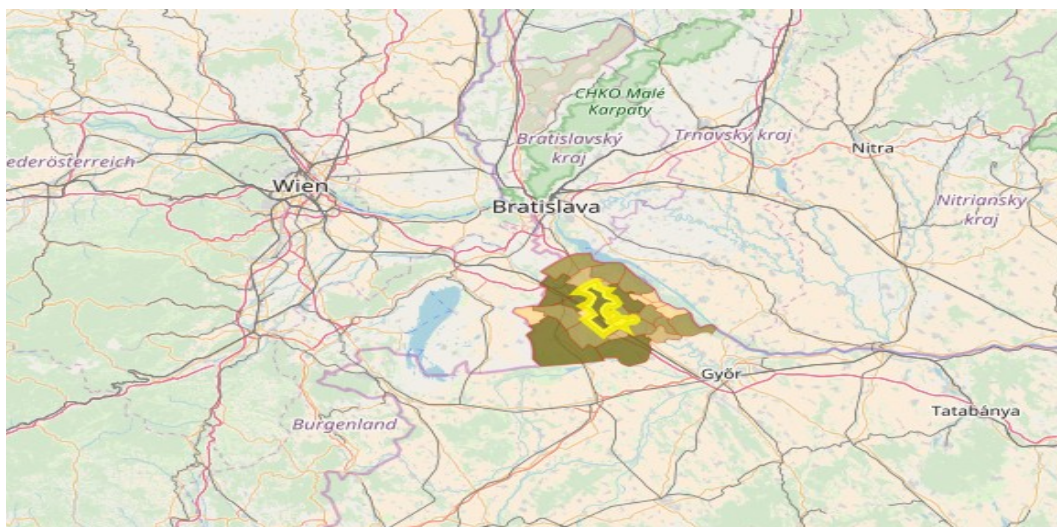 CHKO Malé
Karpaty
Bratislavský
kraj
Trnavský kraj
Nitra
ederösterreich
Wien
Bratislava
Nitriansky
kraj
Győr
Tatabánya
Burgenland